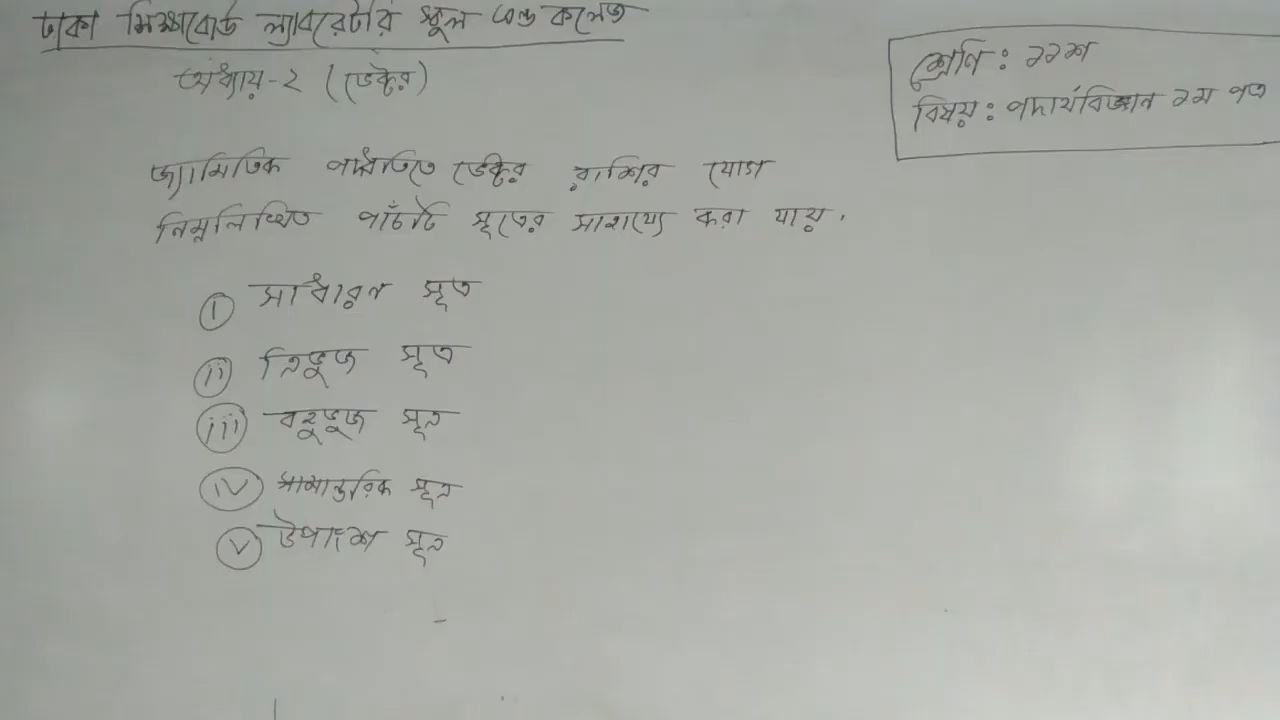 ঢাকা শিক্ষাবোর্ড ল্যাবরেটরি স্কুল এন্ড কলেজ
অধ্যায়-২ (ভেক্টর)
শ্রেণি: ১১শ
বিষয়: পদার্থবিজ্ঞান ১ম পত্র
জ্যামিতিক পদ্ধতিতে ভেক্টর রাশির যোগ
নিম্নলিখিত পাঁচটি সূত্রের সাহায্যে করা যায়.
i সাধারণ সূত্র
ii ত্রিভুজ সূত্র
iii বহুভুজ সূত্র
iv সামান্তরিক সূত্র
v উপাংশ সূত্র